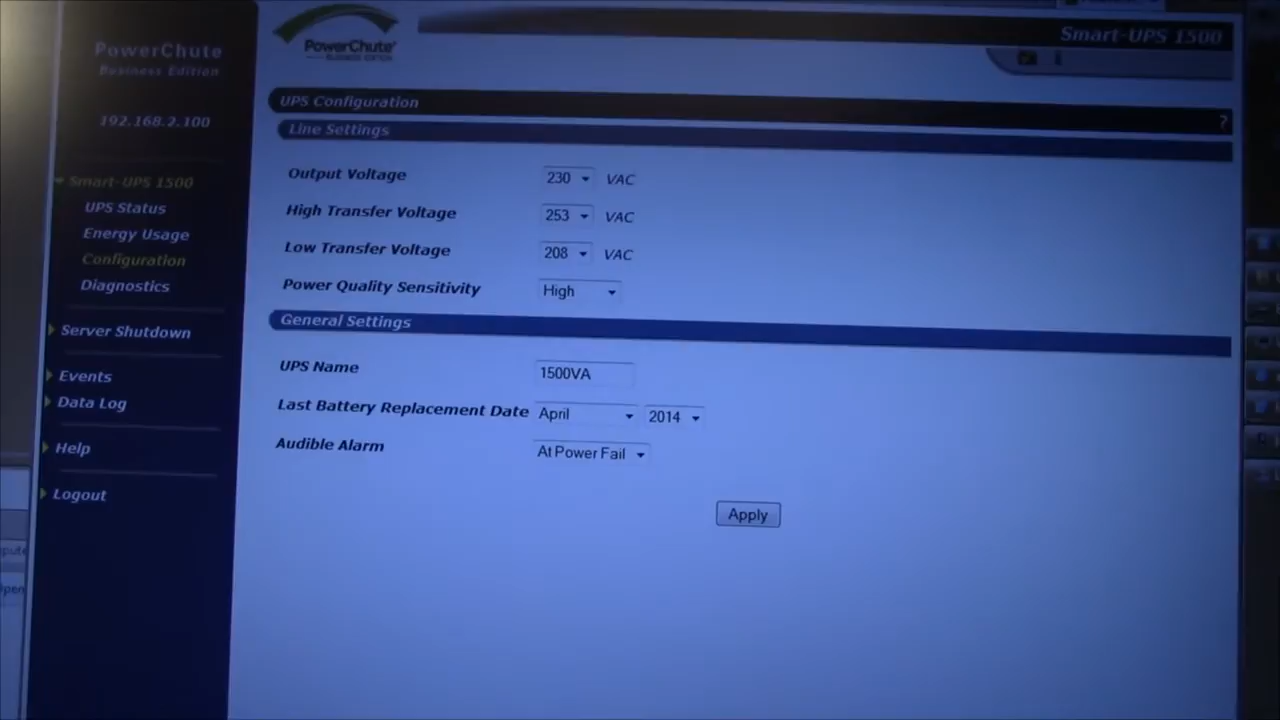 PowerChute
Business Edition
192.168.2.100
Smart-UPS 1500
UPS Status
Energy Usage
Configuration
Diagnostics
Server Shutdown
Events
Data Log
Help
Logout
PowerChute
BUSINESS EDITION
Smart-UPS 1500
UPS Configuration
?
Line Settings
Output Voltage 230 VAC
High Transfer Voltage 253 VAC
Low Transfer Voltage 208 VAC
Power Quality Sensitivity High
General Settings
UPS Name 1500VA
Last Battery Replacement Date April 2014
Audible Alarm At Power Fail
Apply